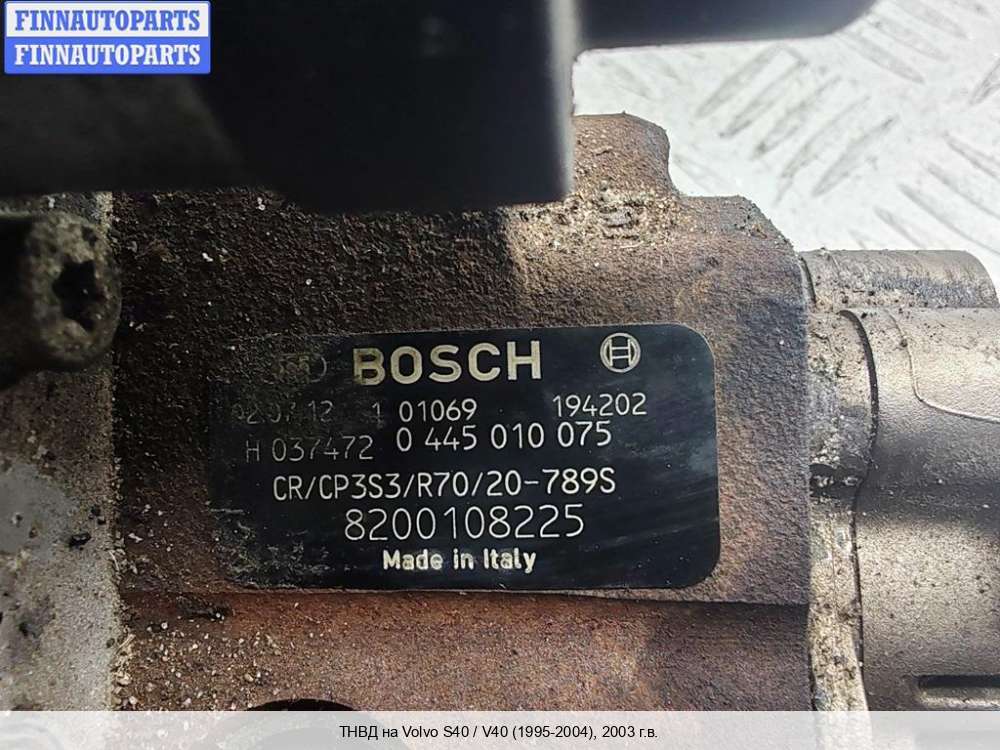 FINNAUTOPARTS
FINNAUTOPARTS
BOSCH
01069 194202
H 037472 0 445 010 075
CR/CP3S3/R70/20-789S
8200108225
Made in Italy
ТНВД на Volvo S40 / V40 (1995-2004), 2003 г.в.